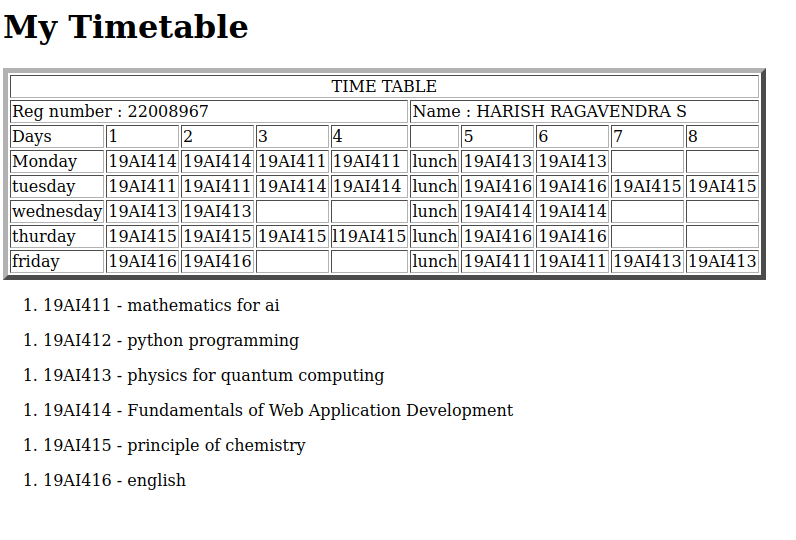 My Timetable
TIME TABLE
Reg number : 22008967 Name : HARISH RAGAVENDRA S
Days 1 2 3 4 5 6 7 8
Monday 19AI414 19AI414 19AI411 19AI411 lunch 19AI413 19AI413
tuesday 19AI411 19AI411 19AI414 19AI414 lunch 19AI416 19AI416 19AI415 19AI415
wednesday 19AI413 19AI413 lunch 19AI414 19AI414
thurday 19AI415 19AI415 19AI415 l19AI415 lunch 19AI416 19AI416
friday 19AI416 19AI416 lunch 19AI411 19AI411 19AI413 19AI413
1. 19AI411 - mathematics for ai
1. 19AI412 - python programming
1. 19AI413 - physics for quantum computing
1. 19AI414 - Fundamentals of Web Application Development
1. 19AI415 - principle of chemistry
1. 19AI416 - english